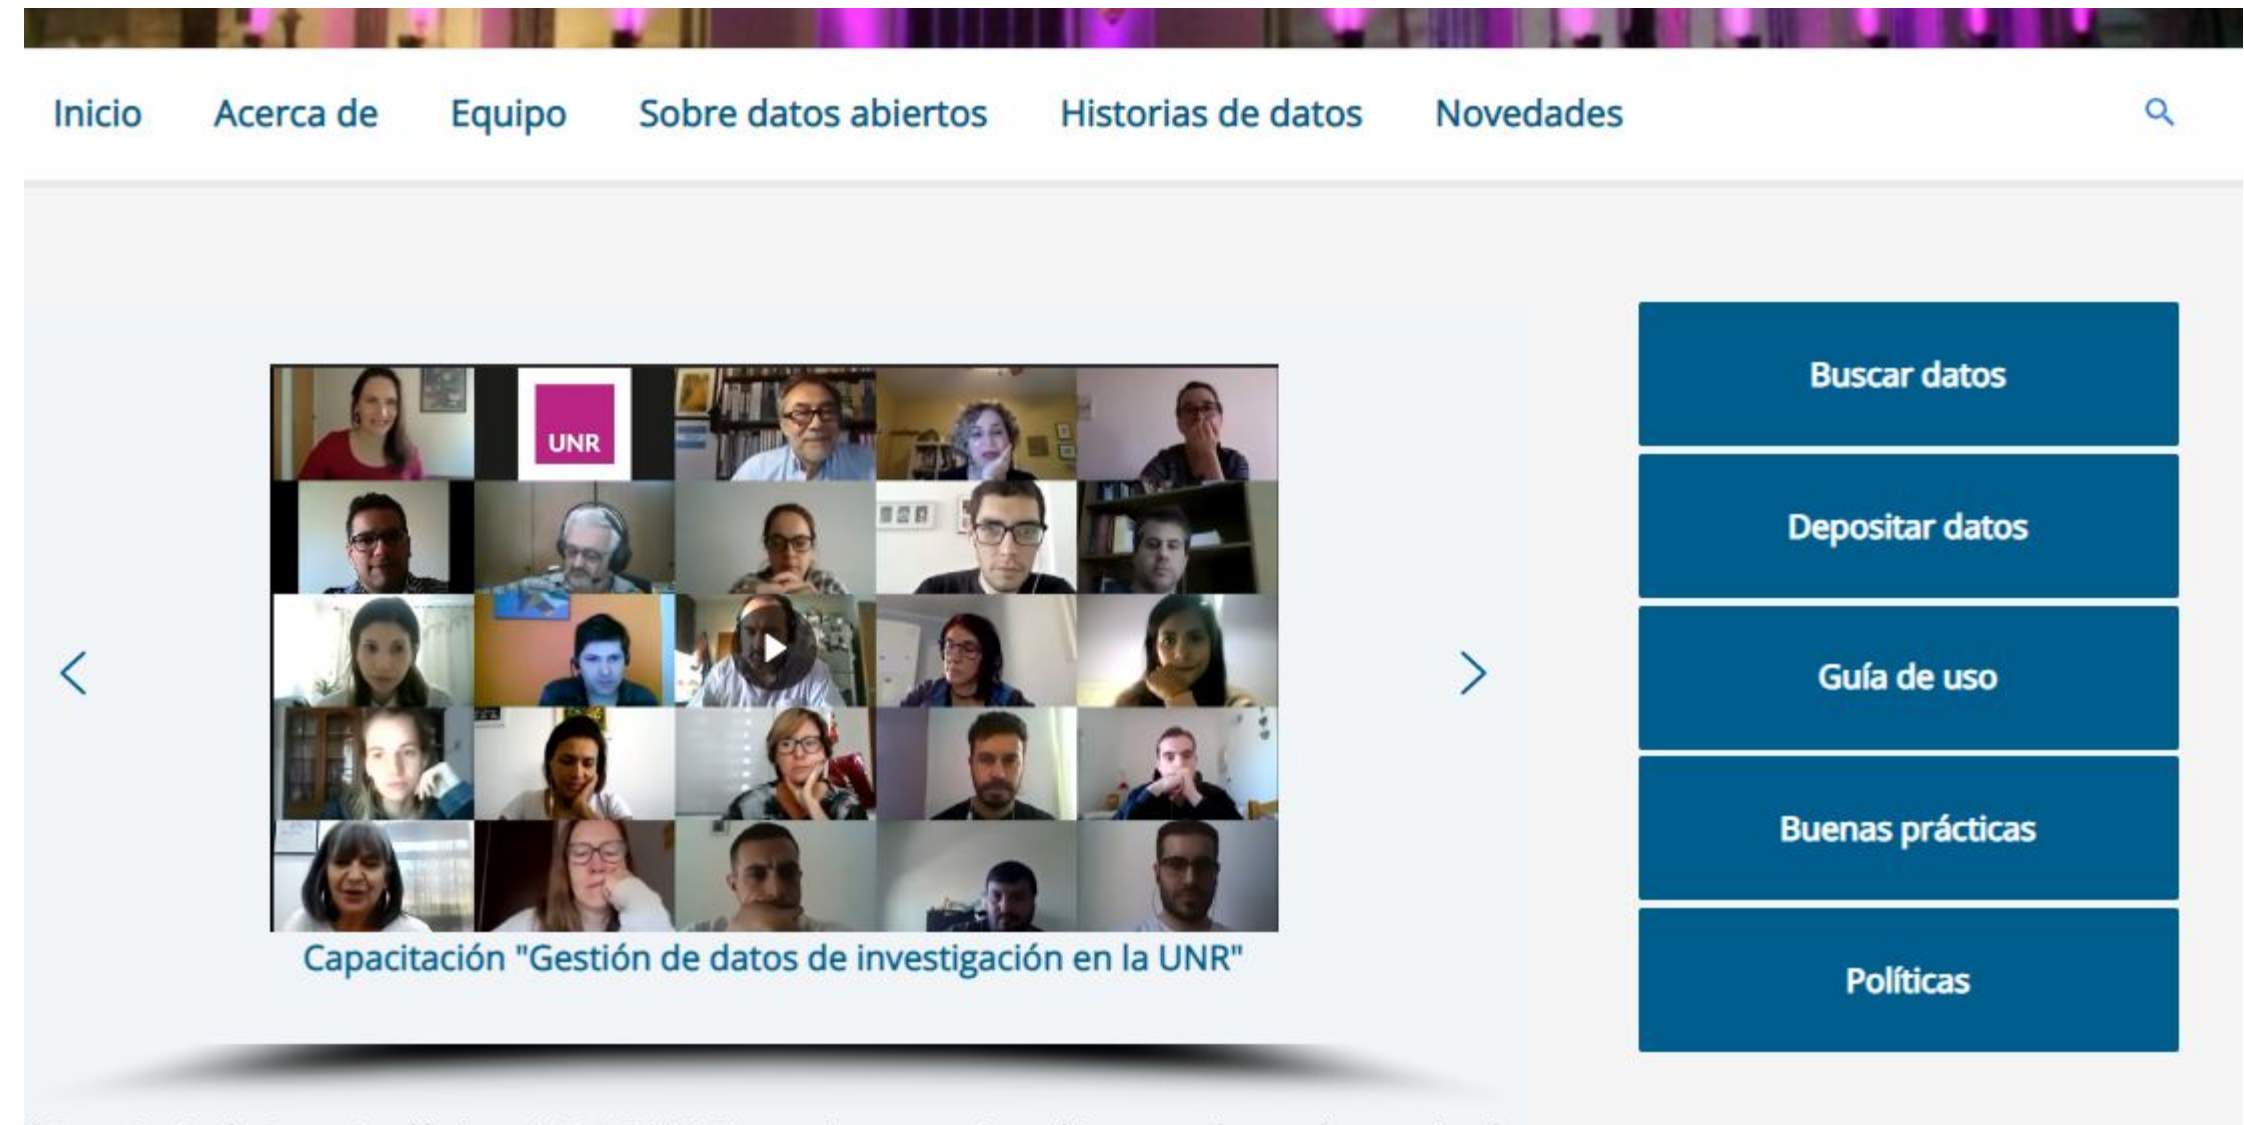 Inicio Acerca de Equipo Sobre datos abiertos Historias de datos Novedades
UNR
Capacitación "Gestión de datos de investigación en la UNR"
Buscar datos
Depositar datos
Guía de uso
Buenas prácticas
Políticas